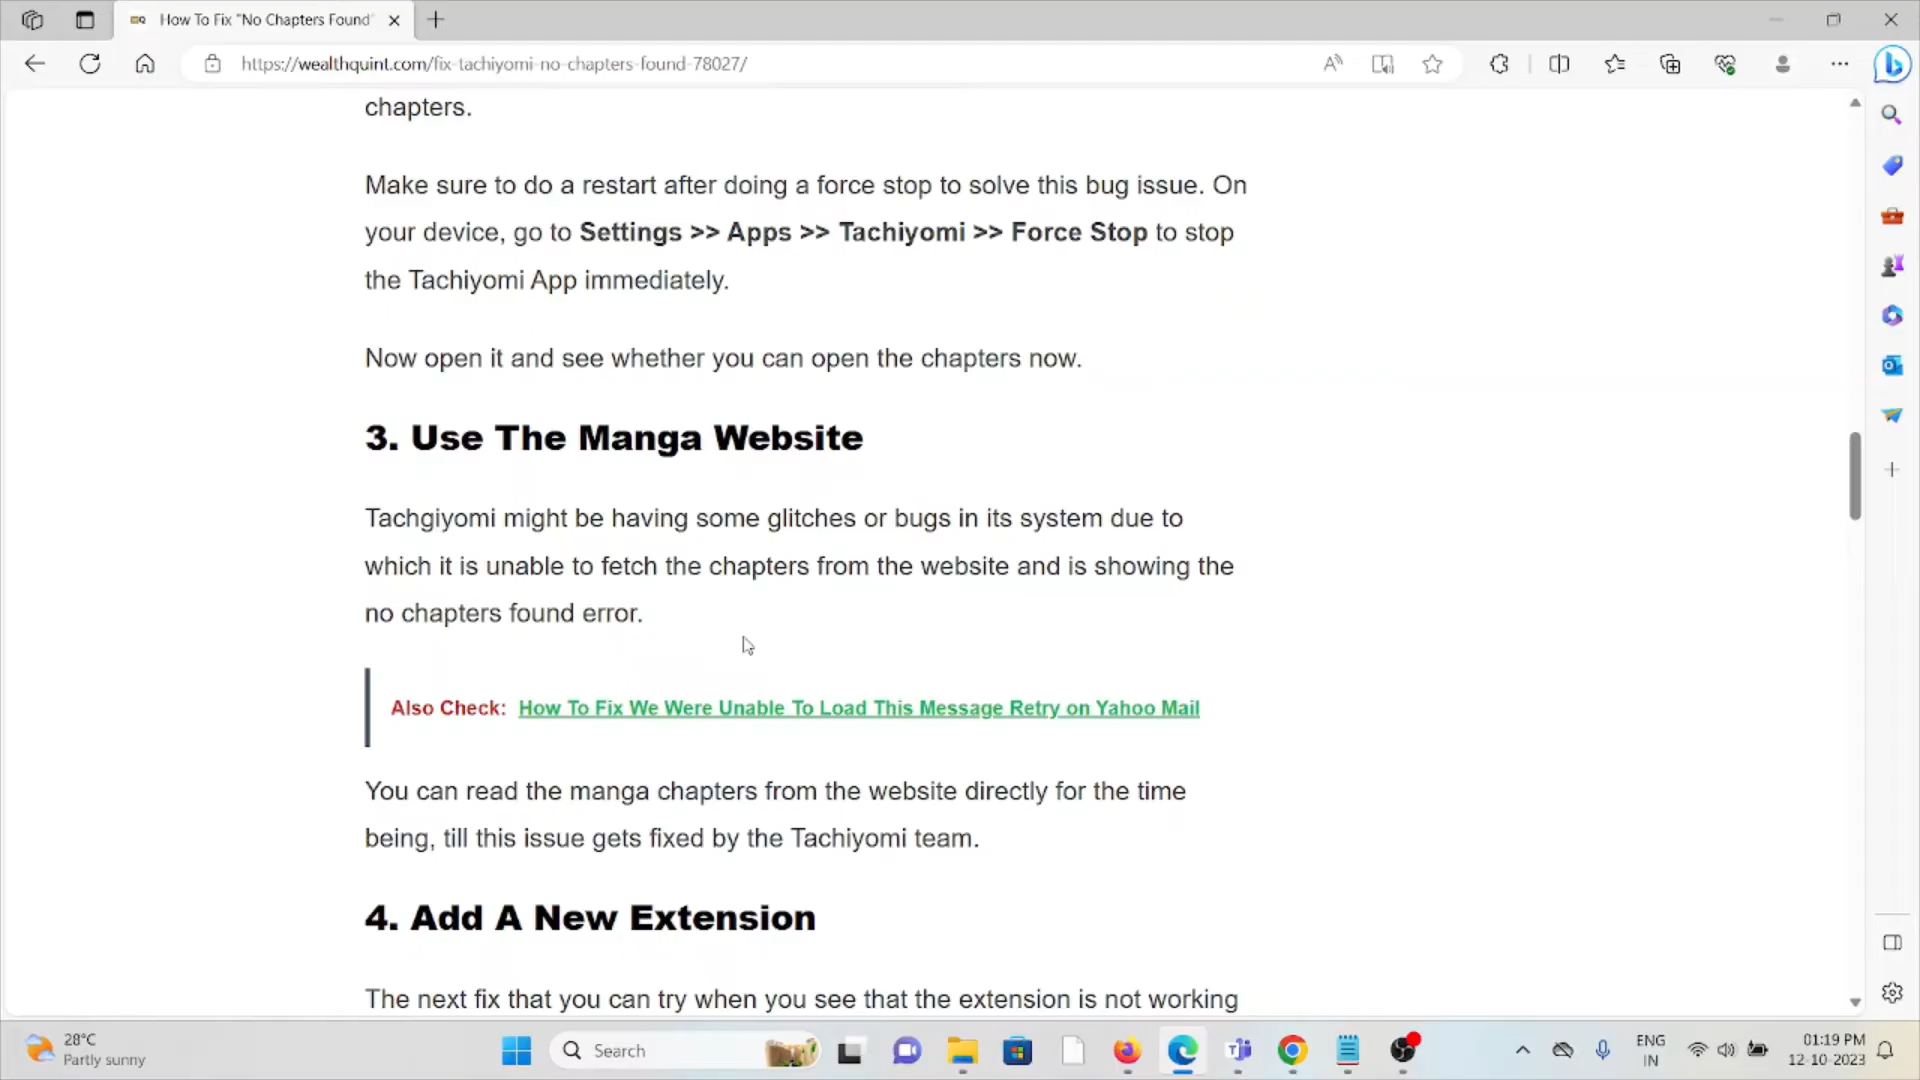 How To Fix "No Chapters Found"
https://wealthquint.com/fix-tachiyomi-no-chapters-found-78027/
chapters.
Make sure to do a restart after doing a force stop to solve this bug issue. On
your device, go to Settings >> Apps >> Tachiyomi >> Force Stop to stop
the Tachiyomi App immediately.
Now open it and see whether you can open the chapters now.
3. Use The Manga Website
Tachgiyomi might be having some glitches or bugs in its system due to
which it is unable to fetch the chapters from the website and is showing the
no chapters found error.
Also Check: How To Fix We Were Unable To Load This Message Retry on Yahoo Mail
You can read the manga chapters from the website directly for the time
being, till this issue gets fixed by the Tachiyomi team.
4. Add A New Extension
The next fix that you can try when you see that the extension is not working
28°C
Partly sunny
Search
ENG
IN
01:19 PM
12-10-2023